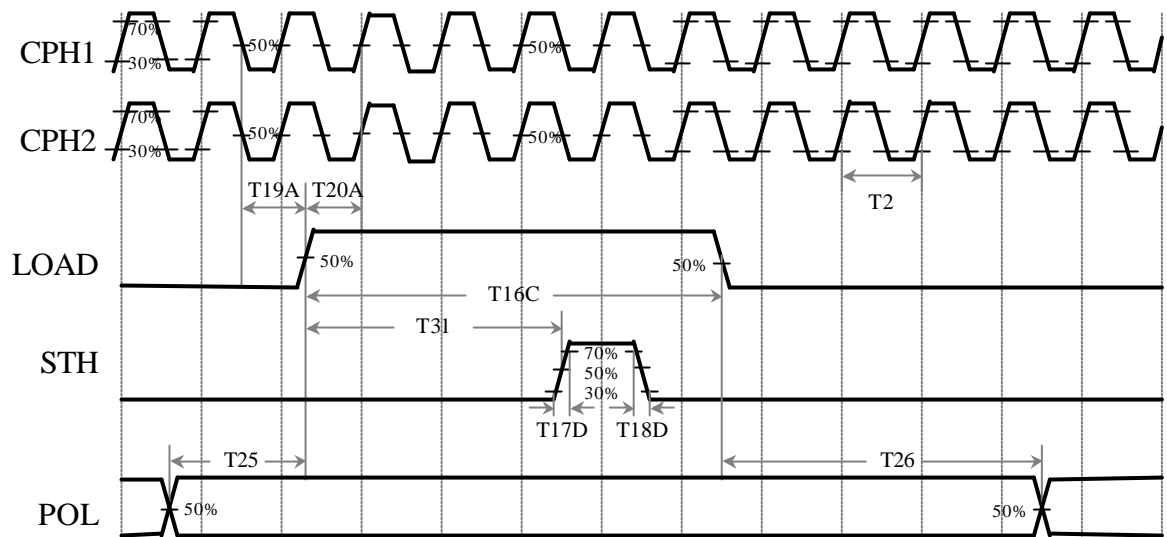 70%
CPH1 50% 50%
30%
70%
CPH2 50% 50%
30%
T19A T20A T2
LOAD 50% 50%
T16C
T31
STH 70%
50%
30%
T17D T18D
T25 T26
POL 50% 50%